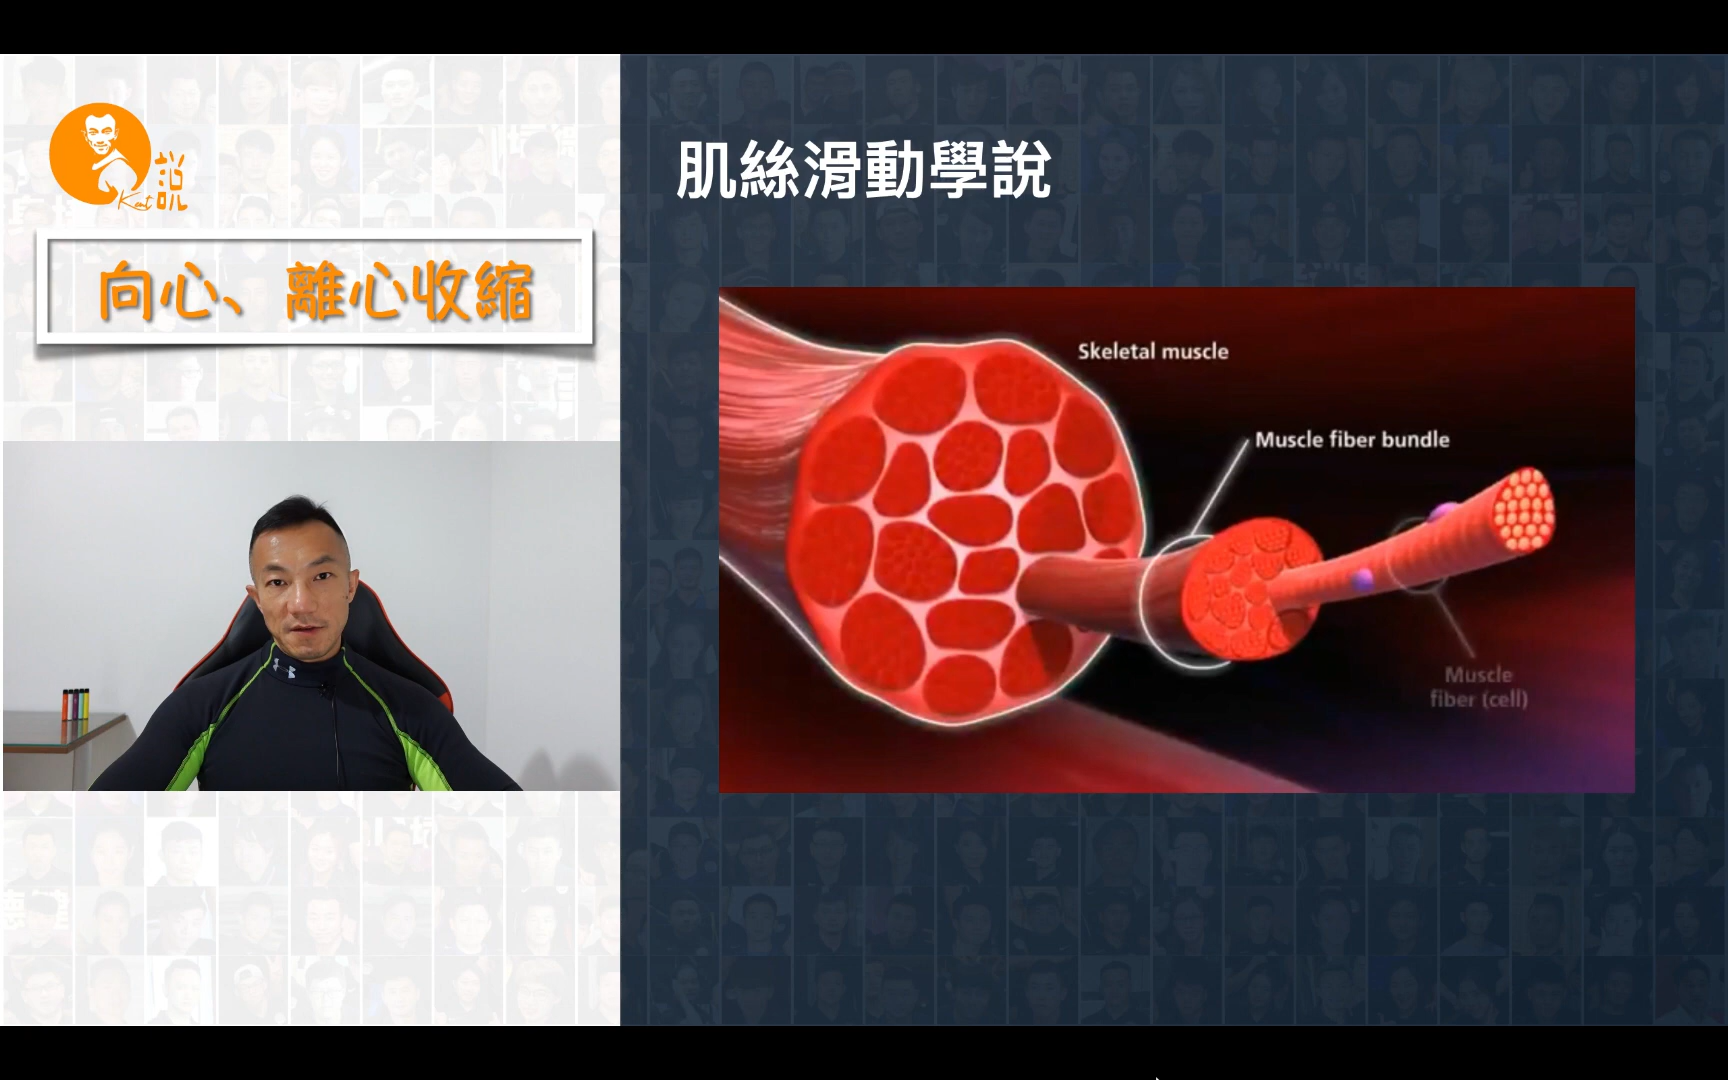 Kent 說
向心、離心收縮
肌絲滑動學說
Skeletal muscle
Muscle fiber bundle
Muscle
fiber (cell)